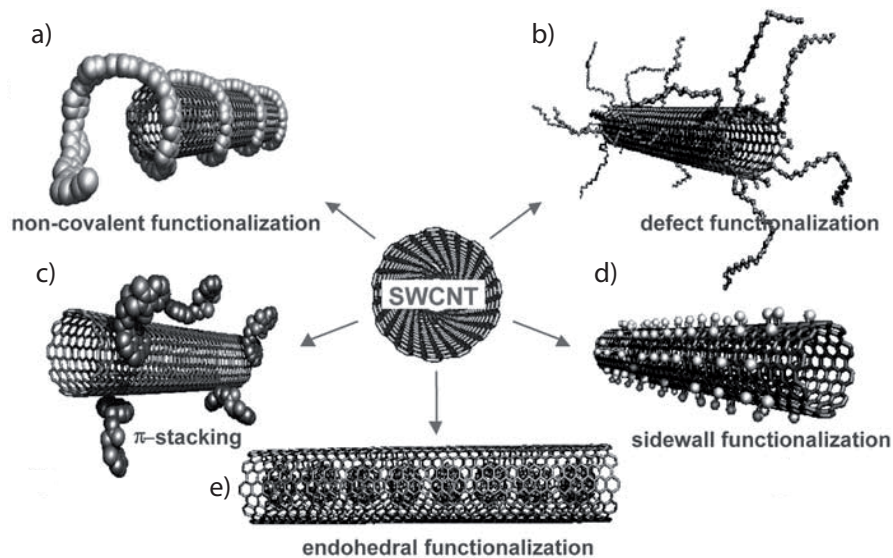 a)
b)
non-covalent functionalization
defect functionalization
c)
SWCNT
d)
π-stacking
sidewall functionalization
e)
endohedral functionalization